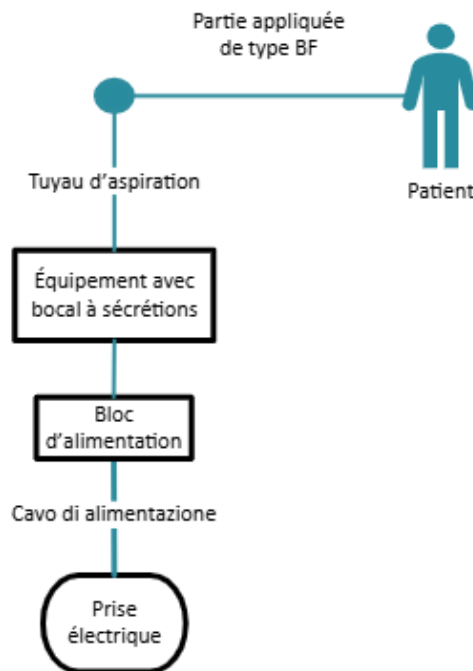 Partie appliquée
de type BF
Tuyau d'aspiration
Patient
Équipement avec
bocal à sécrétions
Bloc
d'alimentation
Cavo di alimentazione
Prise
électrique